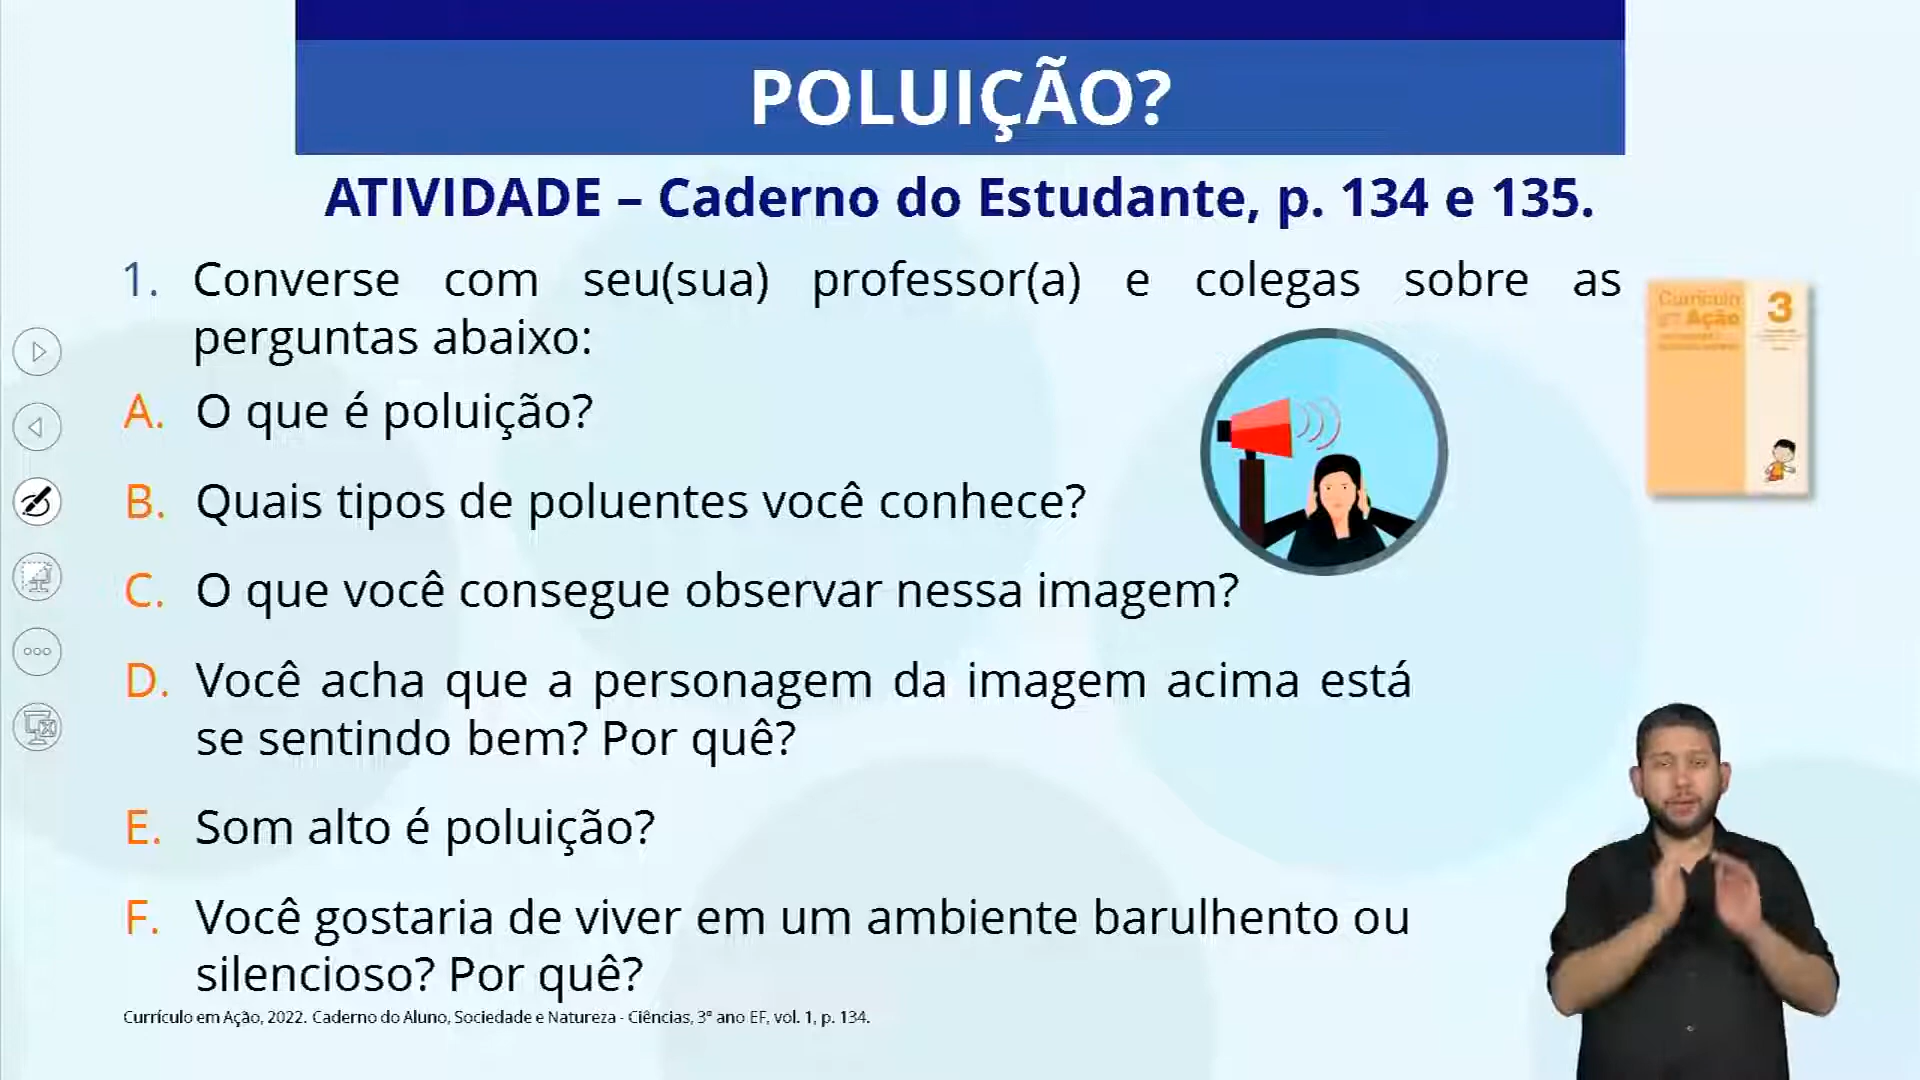 POLUIÇÃO?
ATIVIDADE – Caderno do Estudante, p. 134 e 135.
1. Converse com seu(sua) professor(a) e colegas sobre as
perguntas abaixo:
A. O que é poluição?
B. Quais tipos de poluentes você conhece?
C. O que você consegue observar nessa imagem?
D. Você acha que a personagem da imagem acima está
se sentindo bem? Por quê?
E. Som alto é poluição?
F. Você gostaria de viver em um ambiente barulhento ou
silencioso? Por quê?
Currículo em Ação, 2022. Caderno do Aluno, Sociedade e Natureza - Ciências, 3º ano EF, vol. 1, p. 134.
Currículo
em Ação
3